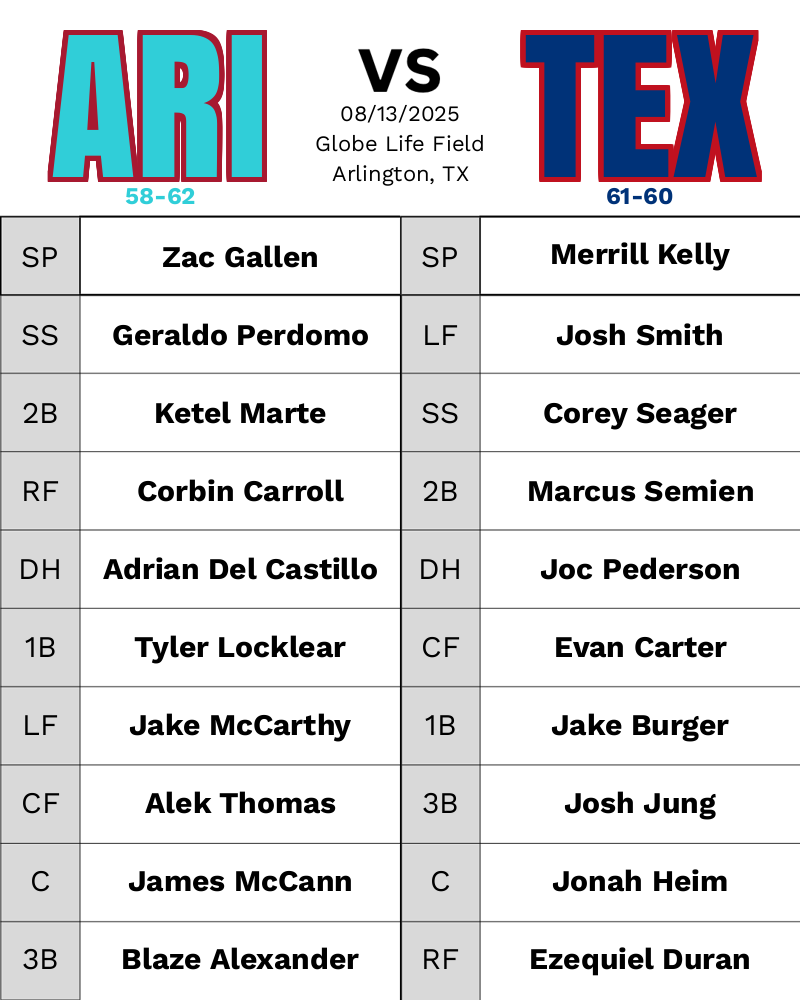 ARI
VS
TEX
08/13/2025
Globe Life Field
Arlington, TX
58-62
61-60
SP Zac Gallen SP Merrill Kelly
SS Geraldo Perdomo LF Josh Smith
2B Ketel Marte SS Corey Seager
RF Corbin Carroll 2B Marcus Semien
DH Adrian Del Castillo DH Joc Pederson
1B Tyler Locklear CF Evan Carter
LF Jake McCarthy 1B Jake Burger
CF Alek Thomas 3B Josh Jung
C James McCann C Jonah Heim
3B Blaze Alexander RF Ezequiel Duran